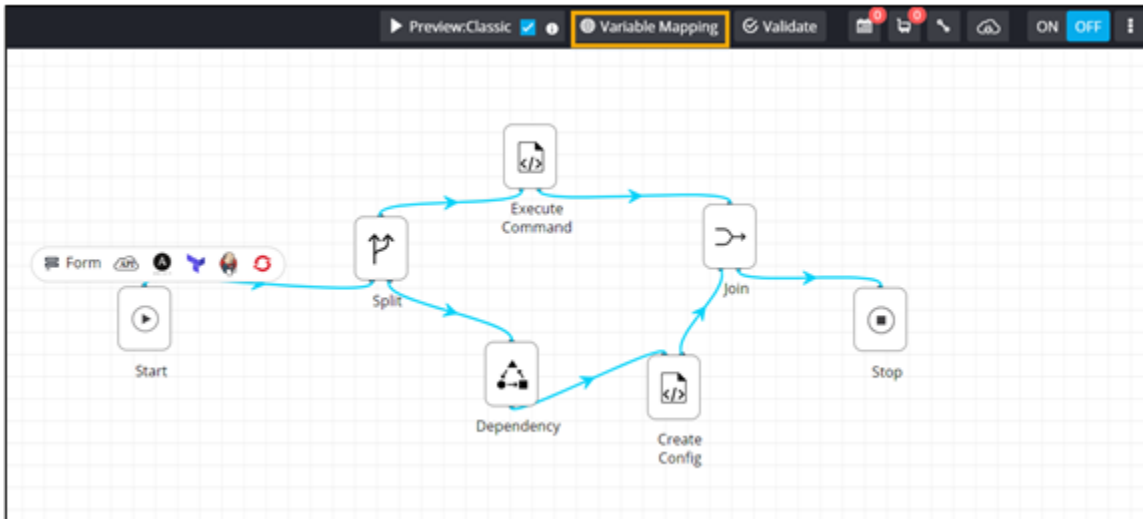 Preview:Classic
Variable Mapping
Validate
0
0
ON
OFF
Execute
Command
Form
API
A
Split
Join
Start
Stop
Dependency
Create
Config